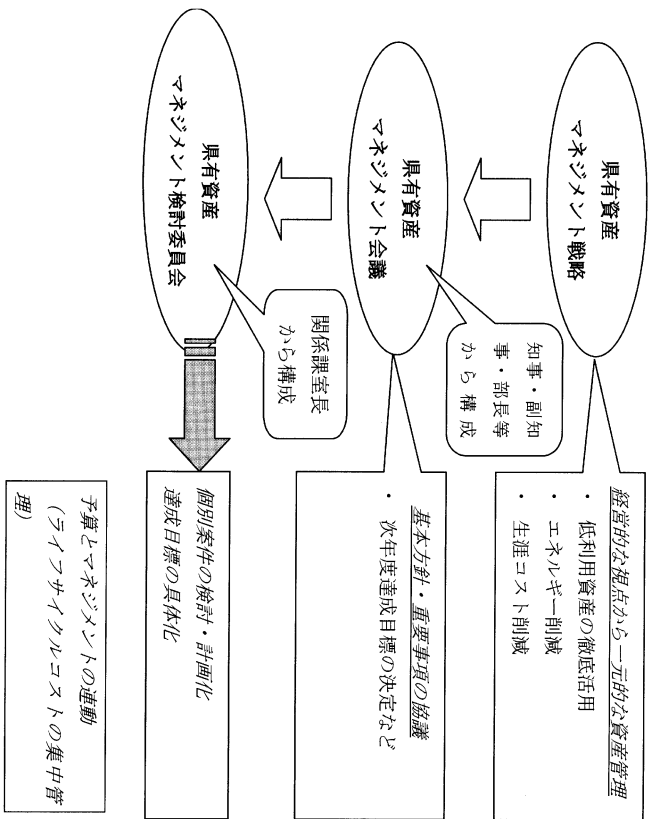 県有資産
マネジメント戦略
経営的な視点から一元的な資産管理
・ 低利用資産の徹底活用
・ エネルギー削減
・ 生涯コスト削減
県有資産
マネジメント会議
知事・副知
事・部長等
から構成
基本方針・重要事項の協議
・ 次年度達成目標の決定など
県有資産
マネジメント検討委員会
関係課室長
から構成
個別案件の検討・計画化
達成目標の具体化
予算とマネジメントの連動
(ライフサイクルコストの集中管
理)